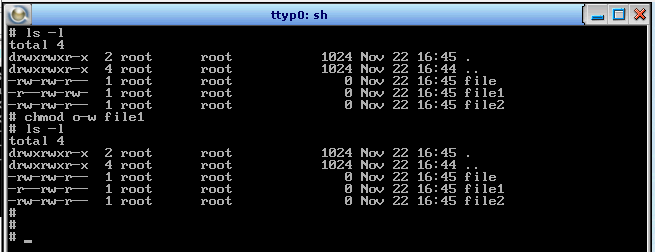 ttyp0: sh
# ls -l
total 4
drwxrwxr-x  2 root      root            1024 Nov 22 16:45 .
drwxrwxr-x  4 root      root            1024 Nov 22 16:44 ..
-rw-rw-r--  1 root      root               0 Nov 22 16:45 file
-r--rw-rw-  1 root      root               0 Nov 22 16:45 file1
-rw-rw-r--  1 root      root               0 Nov 22 16:45 file2
# chmod o-w file1
# ls -l
total 4
drwxrwxr-x  2 root      root            1024 Nov 22 16:45 .
drwxrwxr-x  4 root      root            1024 Nov 22 16:44 ..
-rw-rw-r--  1 root      root               0 Nov 22 16:45 file
-r--rw-r--  1 root      root               0 Nov 22 16:45 file1
-rw-rw-r--  1 root      root               0 Nov 22 16:45 file2
#
#
# _